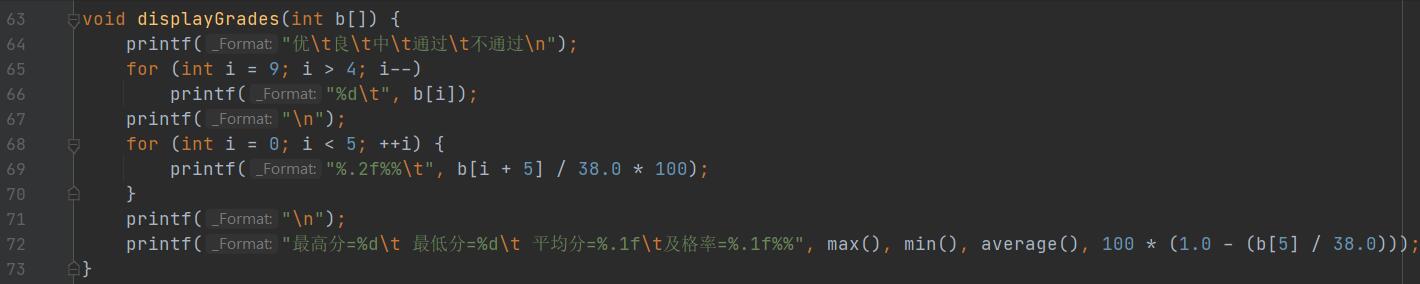 63 void displayGrades(int b[]) {
64 printf( _Format: "优\t良\t中\t通过\t不通过\n");
65 for (int i = 9; i > 4; i--)
66 printf( _Format: "%d\t", b[i]);
67 printf( _Format: "\n");
68 for (int i = 0; i < 5; ++i) {
69 printf( _Format: "%.2f%%\t", b[i + 5] / 38.0 * 100);
70 }
71 printf( _Format: "\n");
72 printf( _Format: "最高分=%d\t 最低分=%d\t 平均分=%.1f\t及格率=%.1f%%", max(), min(), average(), 100 * (1.0 - (b[5] / 38.0)));
73 }